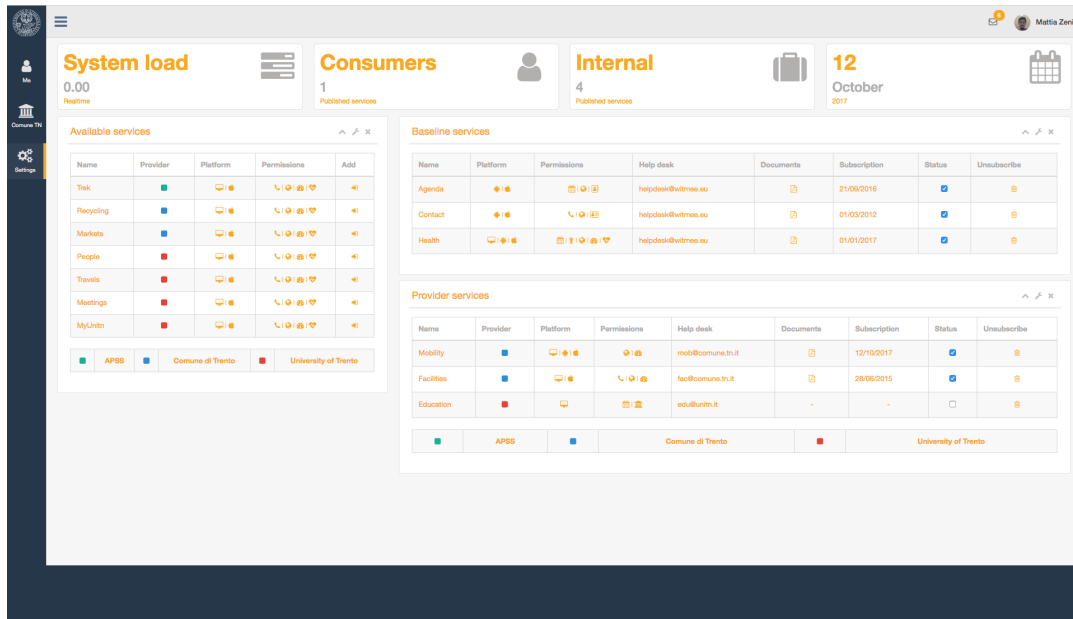 5
Mattia Zeni
Me
Comune TN
Settings
System load
0.00
Realtime
Consumers
1
Published services
Internal
4
Published services
12
October
2017
Available services
Name Provider Platform Permissions Add
Trek
Recycling
Markets
People
Travels
Meetings
MyUnitn
APSS Comune di Trento University of Trento
Baseline services
Name Platform Permissions Help desk Documents Subscription Status Unsubscribe
Agenda helpdesk@witmee.eu 21/09/2016
Contact helpdesk@witmee.eu 01/03/2012
Health helpdesk@witmee.eu 01/01/2017
Provider services
Name Provider Platform Permissions Help desk Documents Subscription Status Unsubscribe
Mobility mob@comune.tn.it 12/10/2017
Facilities fac@comune.tn.it 28/06/2015
Education edu@unitn.it - -
APSS Comune di Trento University of Trento